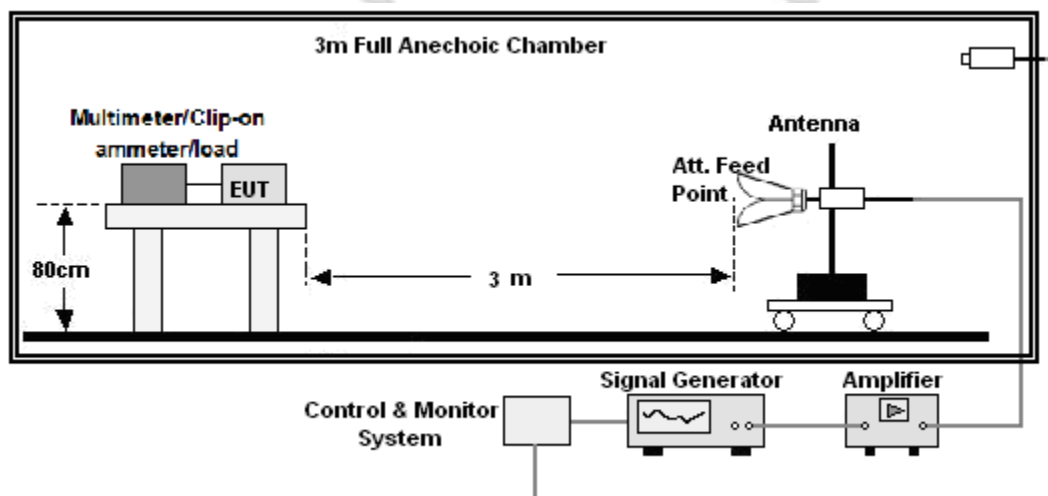 3m Full Anechoic Chamber
Multimeter/Clip-on
ammeter/load
Antenna
Att. Feed
Point
EUT
80cm
3 m
Signal Generator
Amplifier
Control & Monitor
System